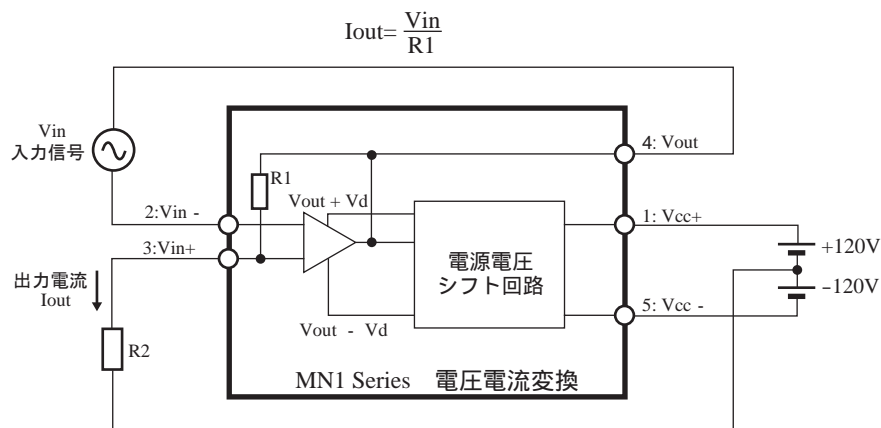 Iout= Vin
R1
Vin
入力信号
4: Vout
R1
Vout + Vd
2:Vin -
1: Vcc+
3:Vin+
+120V
電源電圧
シフト回路
出力電流
Iout
-120V
5: Vcc -
Vout - Vd
R2
MN1 Series 電圧電流変換